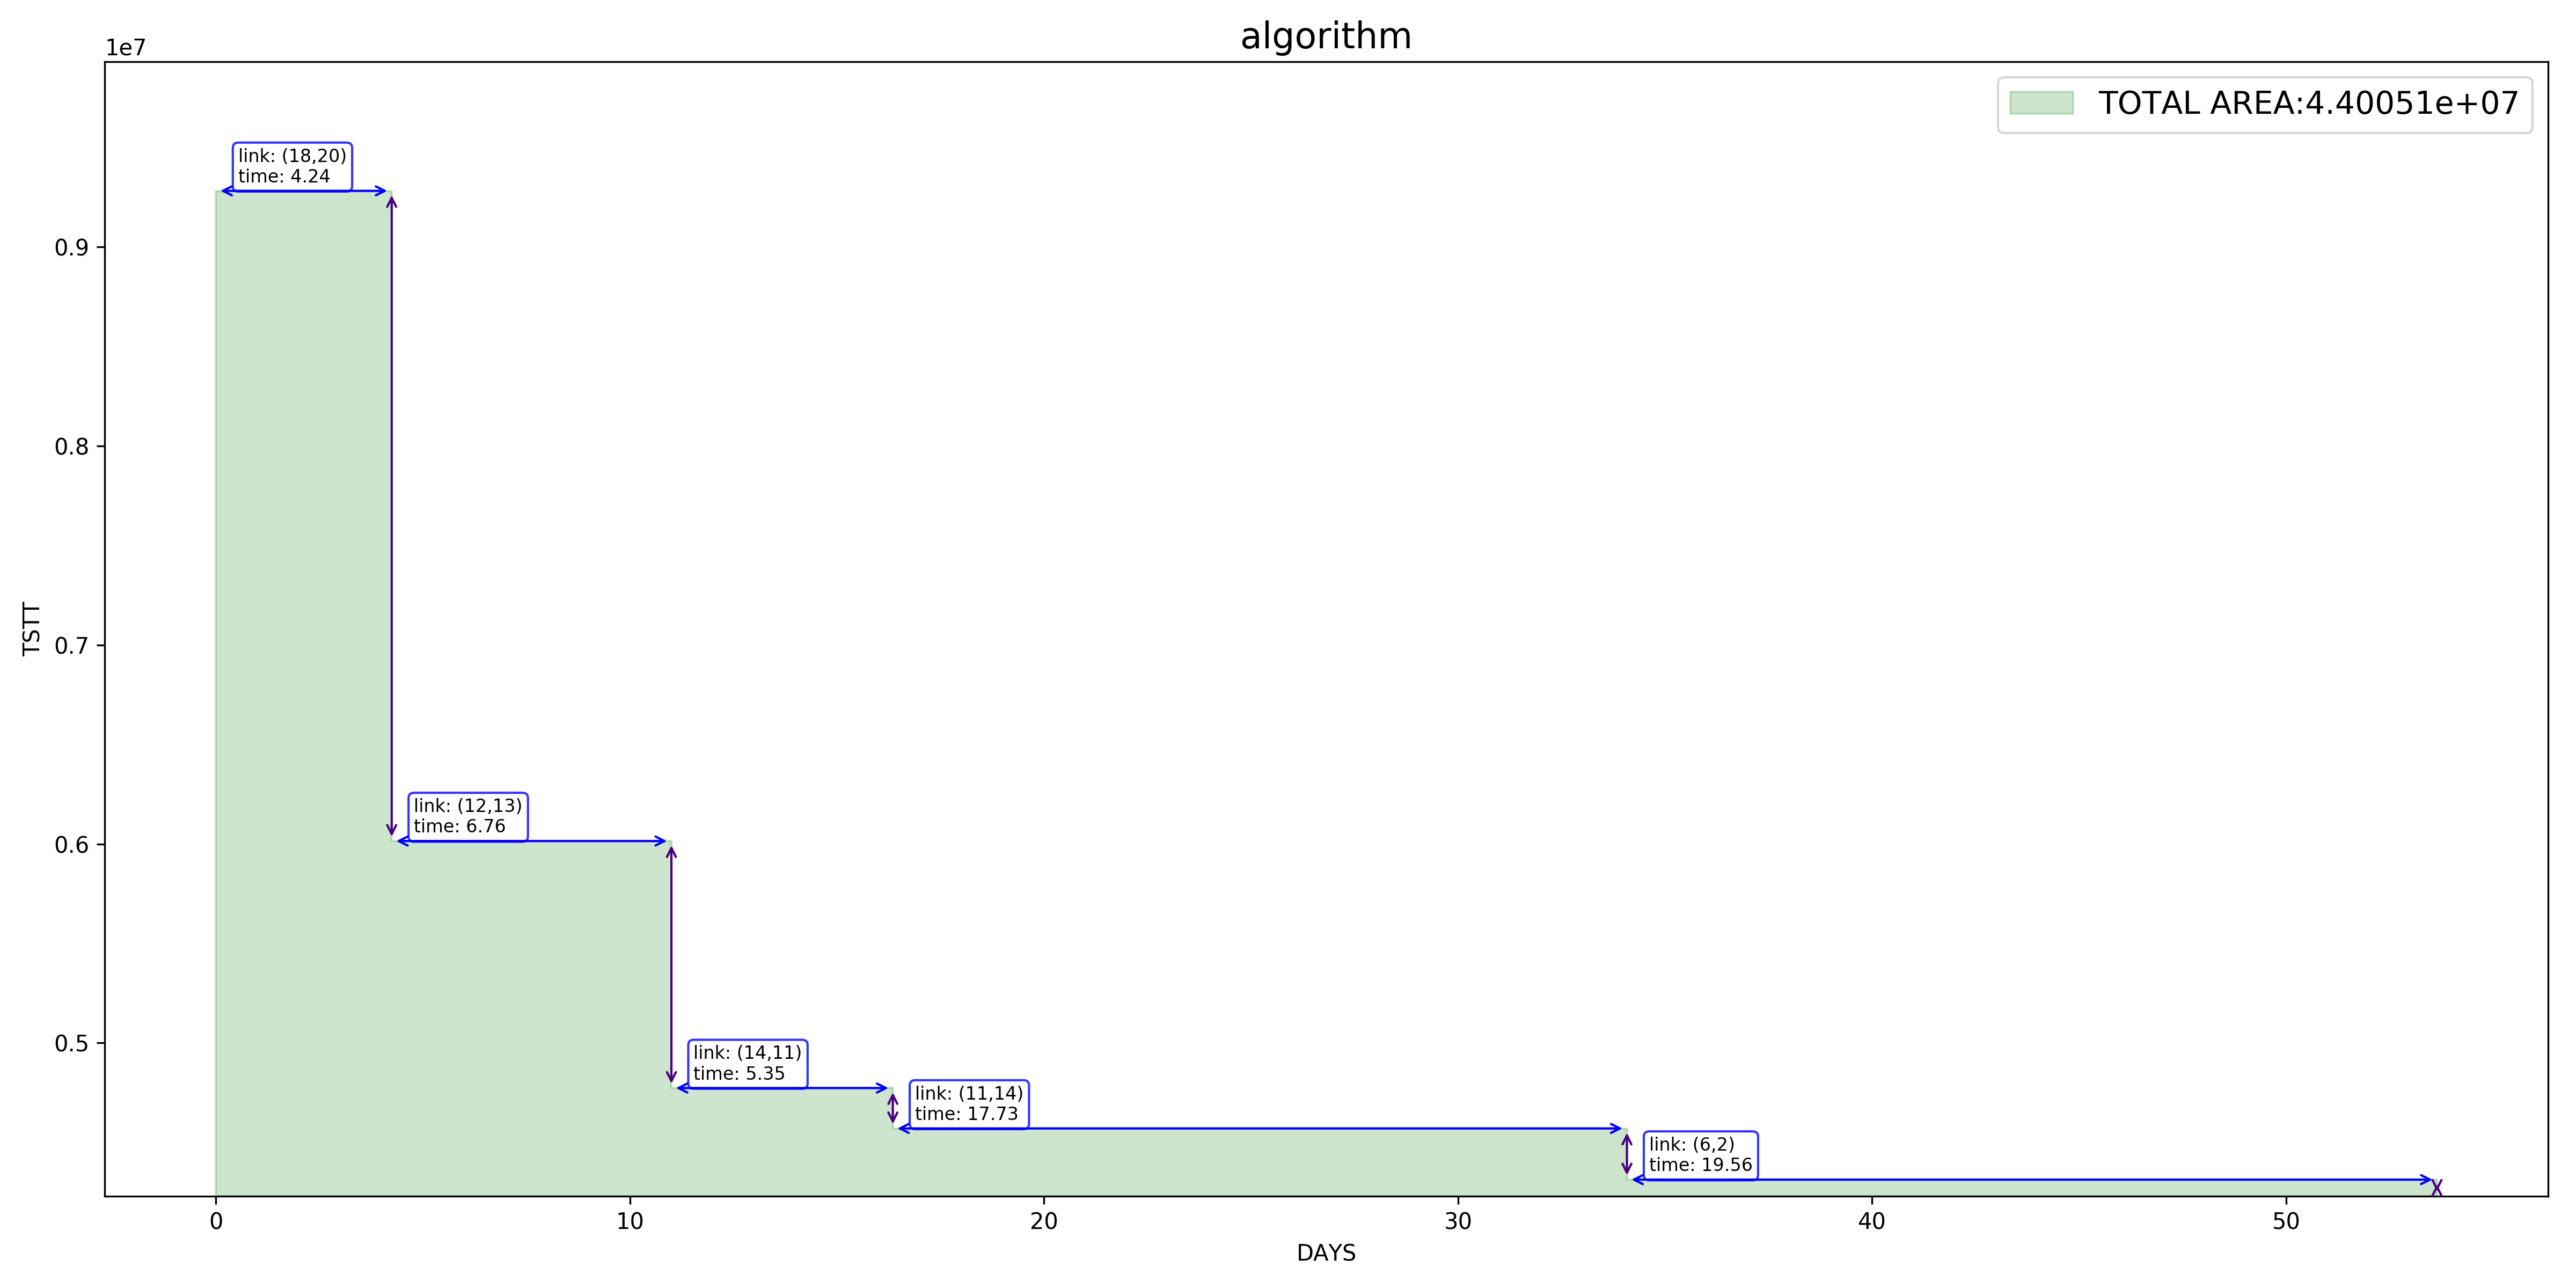 algorithm
1e7
TOTAL AREA:4.40051e+07
link: (18,20)
time: 4.24
0.9
0.8
0.7
TSTT
link: (12,13)
time: 6.76
0.6
link: (14,11)
time: 5.35
0.5
link: (11,14)
time: 17.73
link: (6,2)
time: 19.56
0 10 20 30 40 50
DAYS